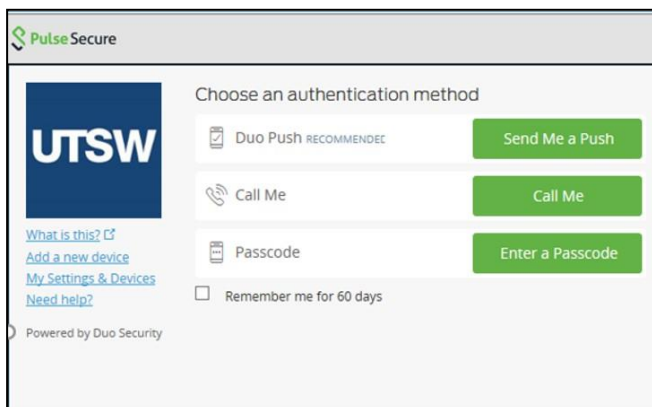 Pulse Secure
UTSW
What is this?
Add a new device
My Settings & Devices
Need help?
Powered by Duo Security
Choose an authentication method
Duo Push RECOMMENDED
Send Me a Push
Call Me
Call Me
Passcode
Enter a Passcode
Remember me for 60 days